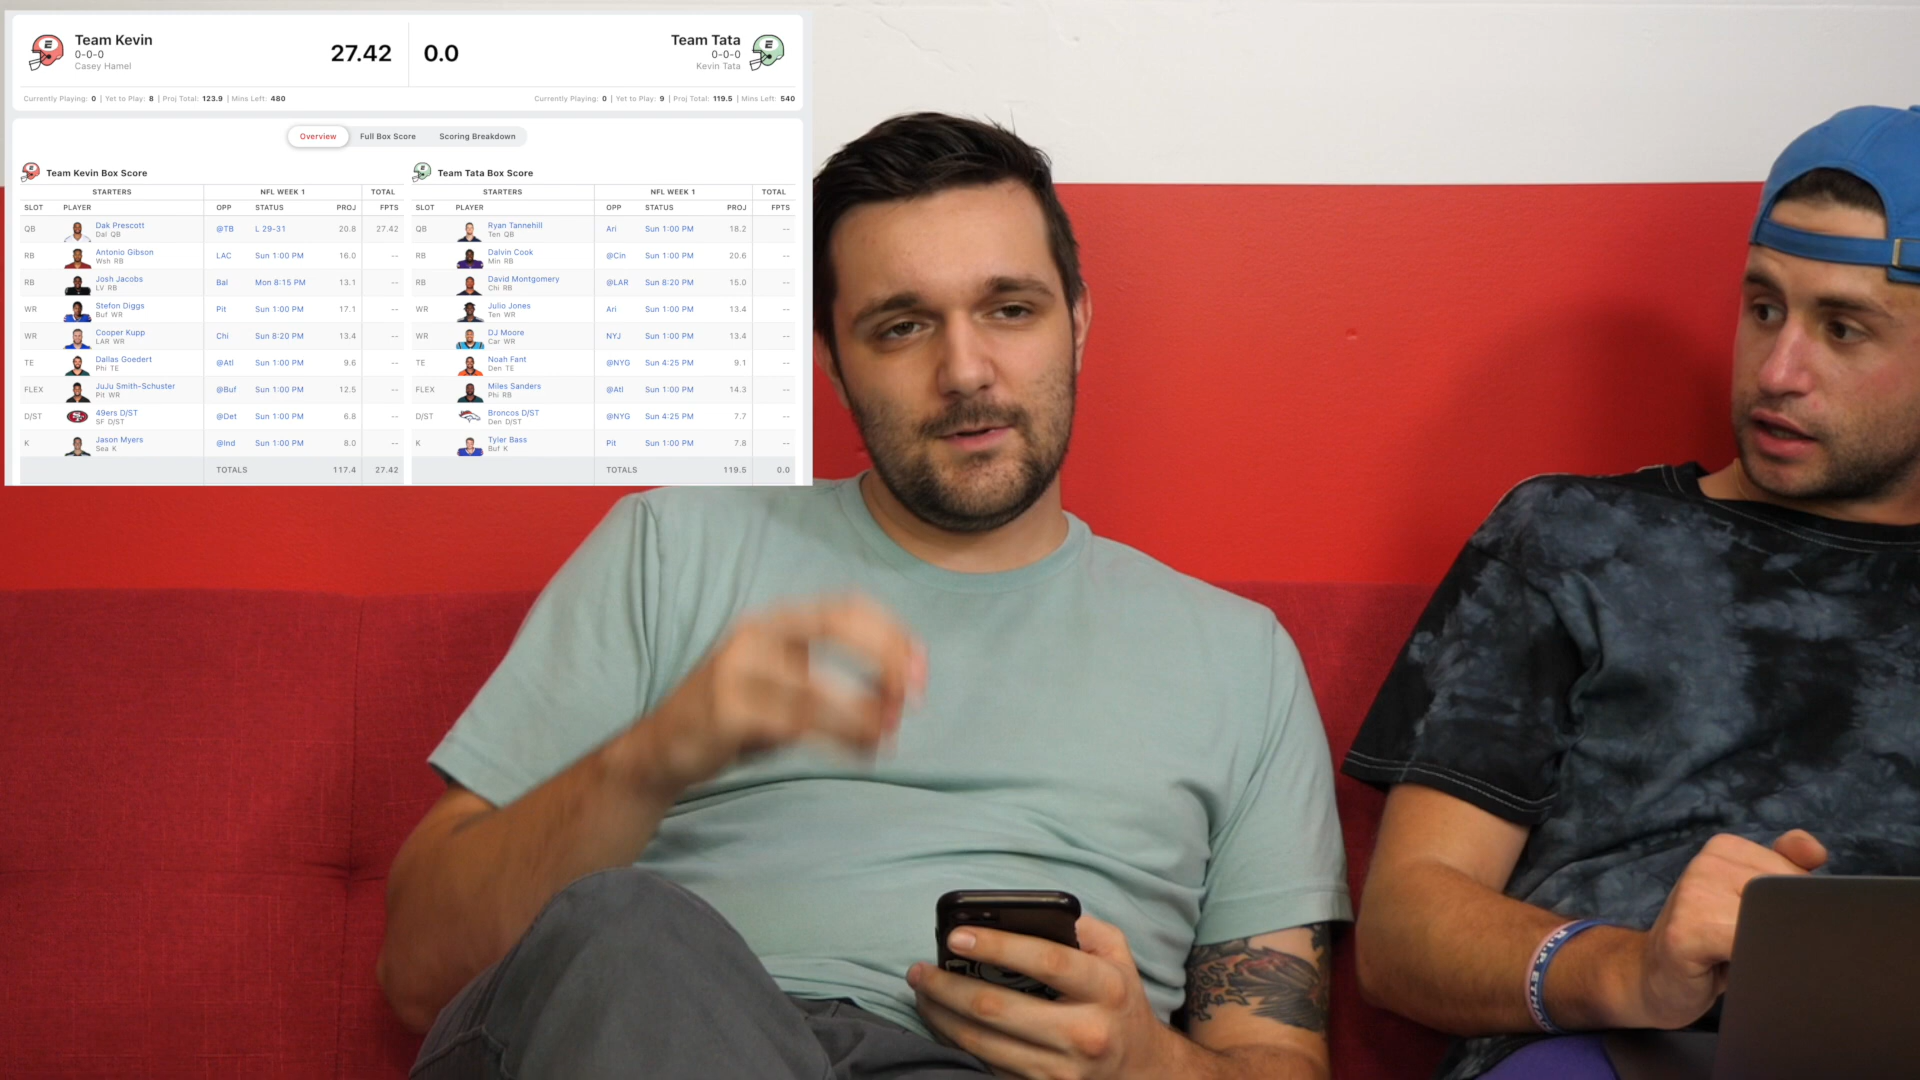 Team Kevin
0-0-0
Casey Hamel
27.42
0.0
Team Tata
0-0-0
Kevin Tata
Currently Playing: 0 | Yet to Play: 8 | Proj Total: 123.9 | Mins Left: 480
Currently Playing: 0 | Yet to Play: 9 | Proj Total: 119.5 | Mins Left: 540
Overview Full Box Score Scoring Breakdown
Team Kevin Box Score
STARTERS NFL WEEK 1 TOTAL
SLOT PLAYER OPP STATUS PROJ FPTS
QB Dak Prescott @TB L 29-31 20.8 27.42
Dal QB
RB Antonio Gibson LAC Sun 1:00 PM 16.0 --
Wsh RB
RB Josh Jacobs Bal Mon 8:15 PM 13.1 --
LV RB
WR Stefon Diggs Pit Sun 1:00 PM 17.1 --
Buf WR
WR Cooper Kupp Chi Sun 8:20 PM 13.4 --
LAR WR
TE Dallas Goedert @Atl Sun 1:00 PM 9.6 --
Phi TE
FLEX JuJu Smith-Schuster @Buf Sun 1:00 PM 12.5 --
Pit WR
D/ST 49ers D/ST @Det Sun 1:00 PM 6.8 --
SF D/ST
K Jason Myers @Ind Sun 1:00 PM 8.0 --
Sea K
TOTALS 117.4 27.42
Team Tata Box Score
STARTERS NFL WEEK 1 TOTAL
SLOT PLAYER OPP STATUS PROJ FPTS
QB Ryan Tannehill Ari Sun 1:00 PM 18.2 --
Ten QB
RB Dalvin Cook @Cin Sun 1:00 PM 20.6 --
Min RB
RB David Montgomery @LAR Sun 8:20 PM 15.0 --
Chi RB
WR Julio Jones Ari Sun 1:00 PM 13.4 --
Ten WR
WR DJ Moore NYJ Sun 1:00 PM 13.4 --
Car WR
TE Noah Fant @NYG Sun 4:25 PM 9.1 --
Den TE
FLEX Miles Sanders @Atl Sun 1:00 PM 14.3 --
Phi RB
D/ST Broncos D/ST @NYG Sun 4:25 PM 7.7 --
Den D/ST
K Tyler Bass Pit Sun 1:00 PM 7.8 --
Buf K
TOTALS 119.5 0.0
R.I.P. ETHAN